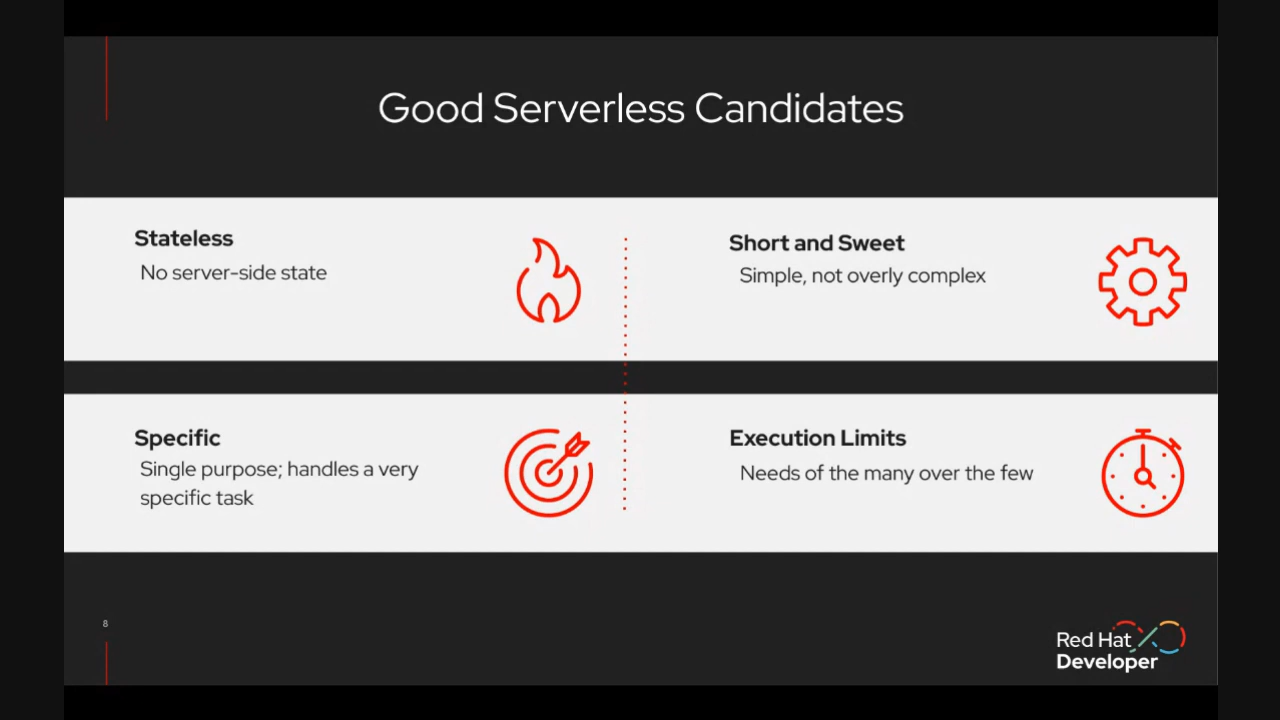 Good Serverless Candidates
Stateless
No server-side state
Short and Sweet
Simple, not overly complex
Specific
Single purpose; handles a very
specific task
Execution Limits
Needs of the many over the few
8
Red Hat
Developer